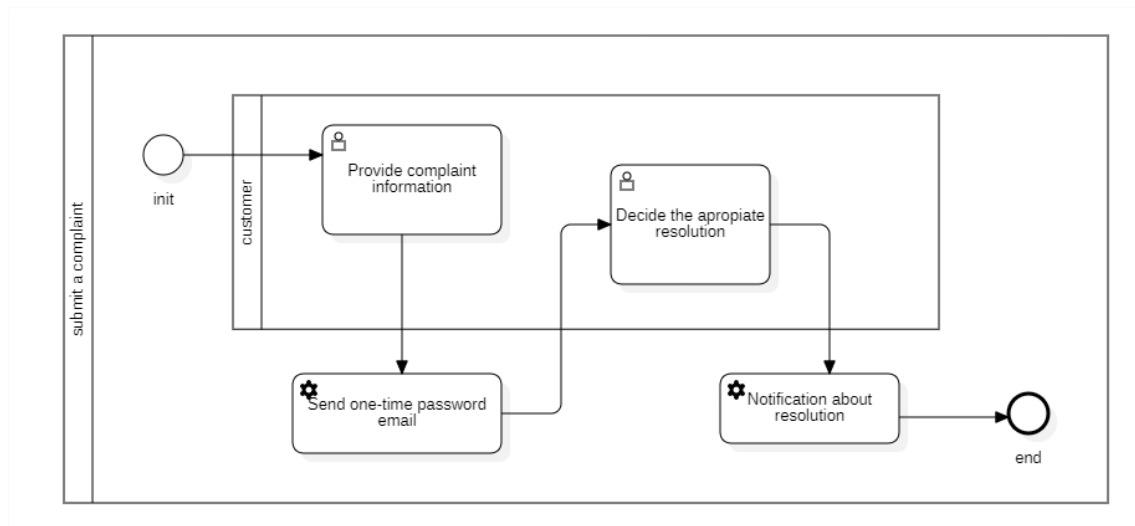 submit a complaint
init
customer
Provide complaint
information
Decide the apropiate
resolution
Send one-time password
email
Notification about
resolution
end